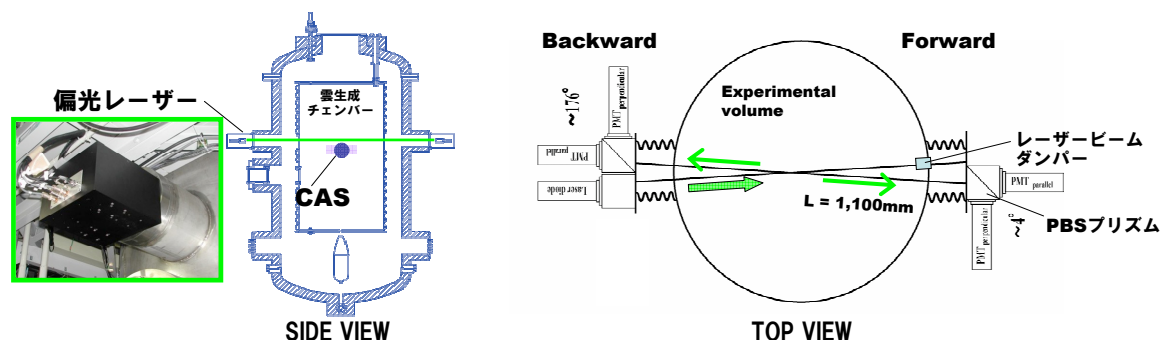 偏光レーザー
雲生成
チェンバー
CAS
SIDE VIEW
Backward
Forward
~176°
PMT
perpendicular
Experimental
volume
PMT
parallel
Laser diode
レーザービーム
ダンパー
L = 1,100mm
PMT parallel
PMT
perpendicular
~4°
PBSプリズム
TOP VIEW